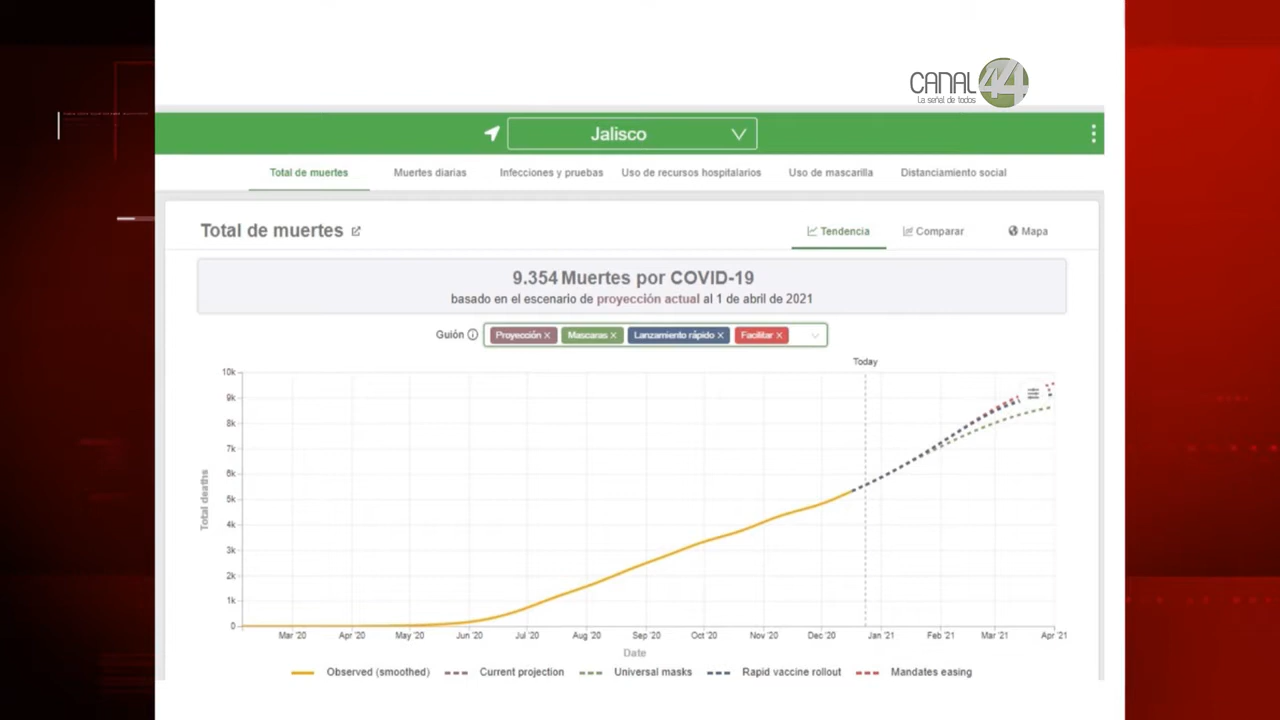 CANAL 44
La señal de todos
Jalisco
Total de muertes
Muertes diarias
Infecciones y pruebas
Uso de recursos hospitalarios
Uso de mascarilla
Distanciamiento social
Total de muertes
Tendencia
Comparar
Mapa
9.354 Muertes por COVID-19
basado en el escenario de proyección actual al 1 de abril de 2021
Guión
Proyección ×
Mascaras ×
Lanzamiento rápido ×
Facilitar ×
Today
10k
9k
8k
7k
6k
5k
4k
3k
2k
1k
0
Total deaths
Mar '20
Apr '20
May '20
Jun '20
Jul '20
Aug '20
Sep '20
Oct '20
Nov '20
Dec '20
Jan '21
Feb '21
Mar '21
Apr '21
Date
Observed (smoothed)
Current projection
Universal masks
Rapid vaccine rollout
Mandates easing